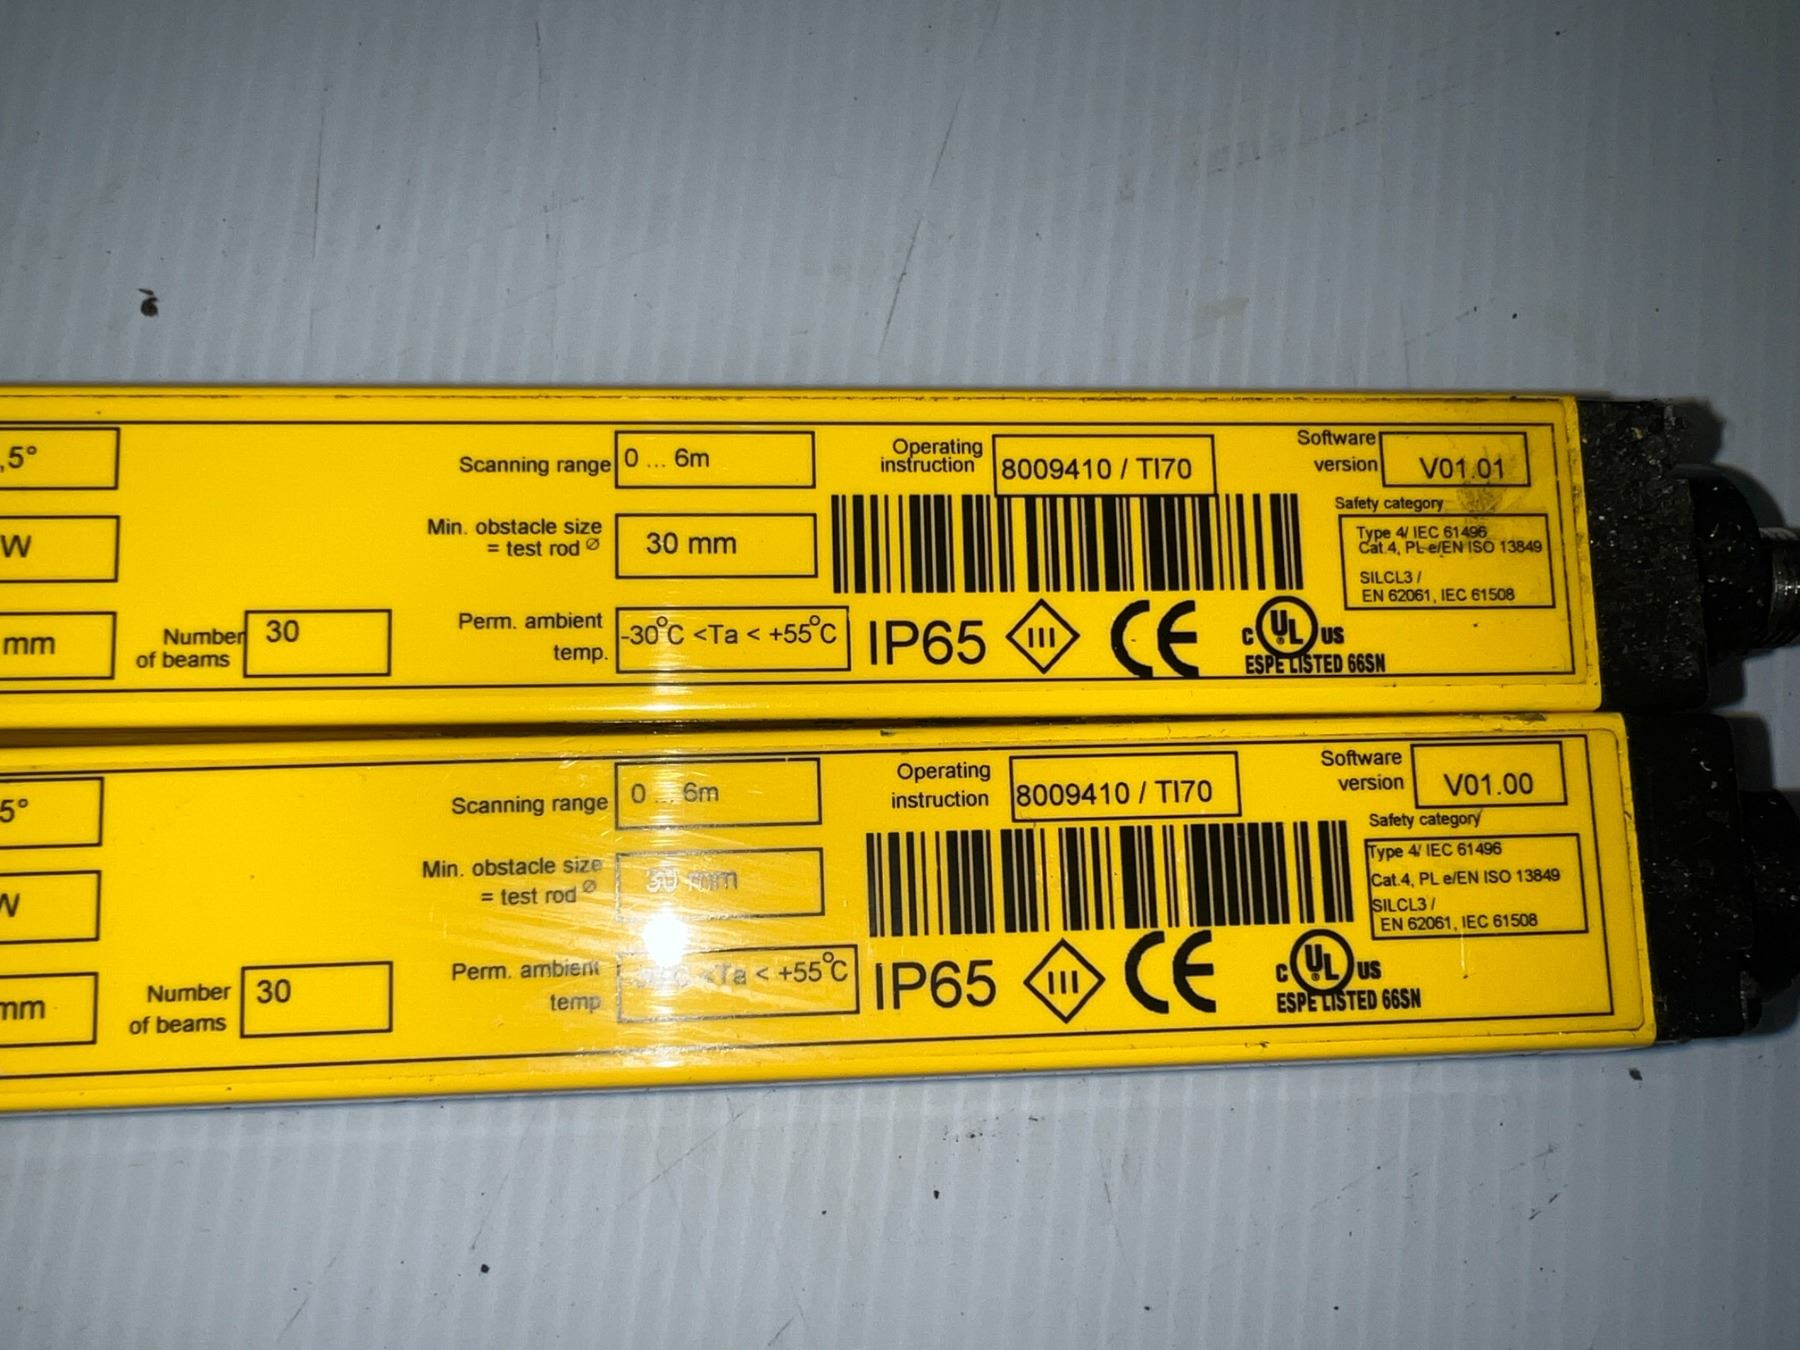 ,5°
Scanning range 0 ... 6m
Operating instruction 8009410 / TI70
Software version V01.01
W
Min. obstacle size = test rod ∅ 30 mm
Safety category
Type 4/ IEC 61496
Cat.4, PL e/EN ISO 13849
SILCL3 /
EN 62061, IEC 61508
mm
Number of beams 30
Perm. ambient temp. -30°C <Ta < +55°C
IP65 III CE c UL ® US
ESPE LISTED 66SN
5°
Scanning range 0 ... 6m
Operating instruction 8009410 / TI70
Software version V01.00
W
Min. obstacle size = test rod ∅ 30 mm
Safety category
Type 4/ IEC 61496
Cat.4, PL e/EN ISO 13849
SILCL3 /
EN 62061, IEC 61508
mm
Number of beams 30
Perm. ambient temp <Ta < +55°C
IP65 III CE c UL ® US
ESPE LISTED 66SN